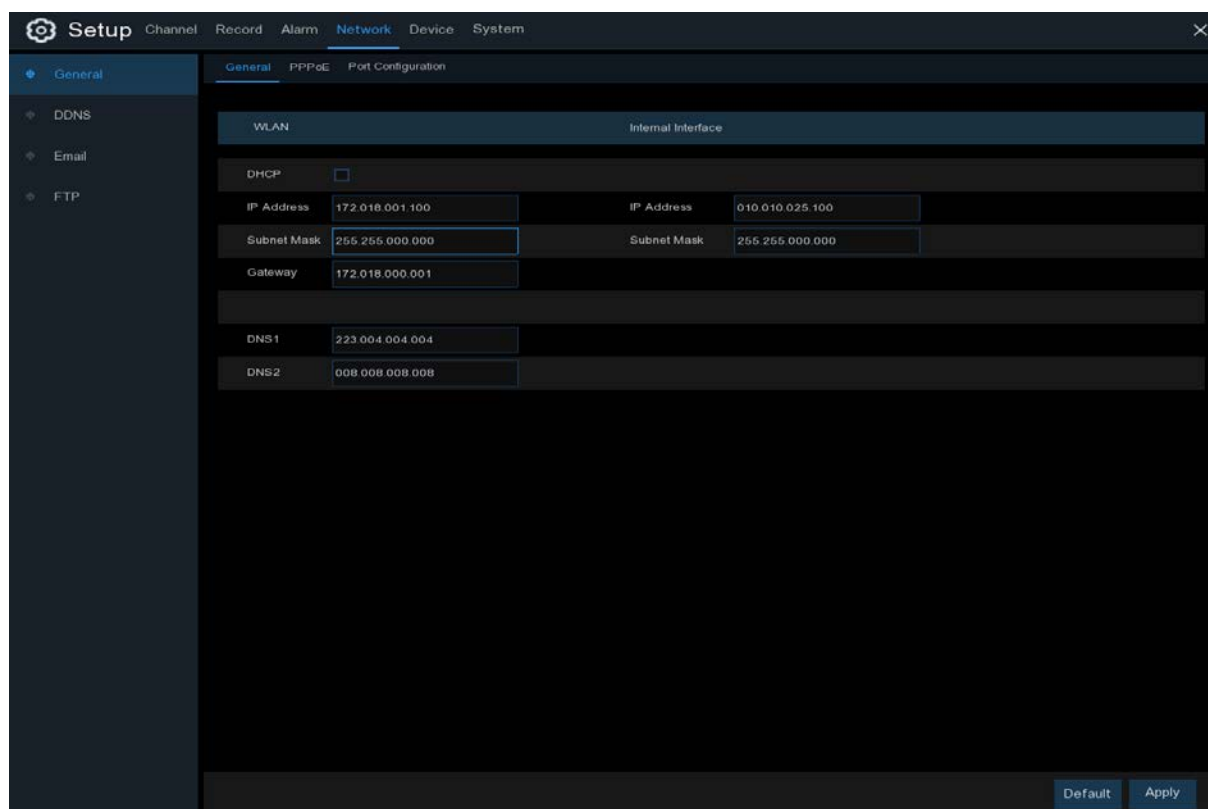 Setup Channel Record Alarm Network Device System
General
DDNS
Email
FTP
General PPPoE Port Configuration
WLAN Internal Interface
DHCP
IP Address 172.018.001.100 IP Address 010.010.025.100
Subnet Mask 255.255.000.000 Subnet Mask 255.255.000.000
Gateway 172.018.000.001
DNS1 223.004.004.004
DNS2 008.008.008.008
Default Apply